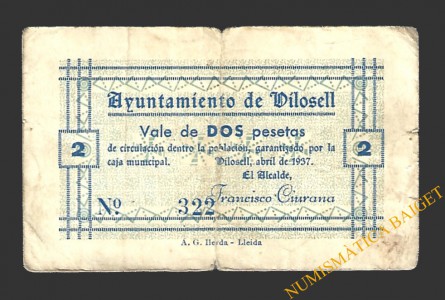 Ayuntamiento de Vilosell
Vale de DOS pesetas
de circulación dentro la población, garantizado por la
caja municipal. Vilosell, abril de 1937.
El Alcalde,
Francisco Ciurana
2
2
Nº 322
A. G. Ilerda - Lleida
NUMISMÀTICA BAIGET